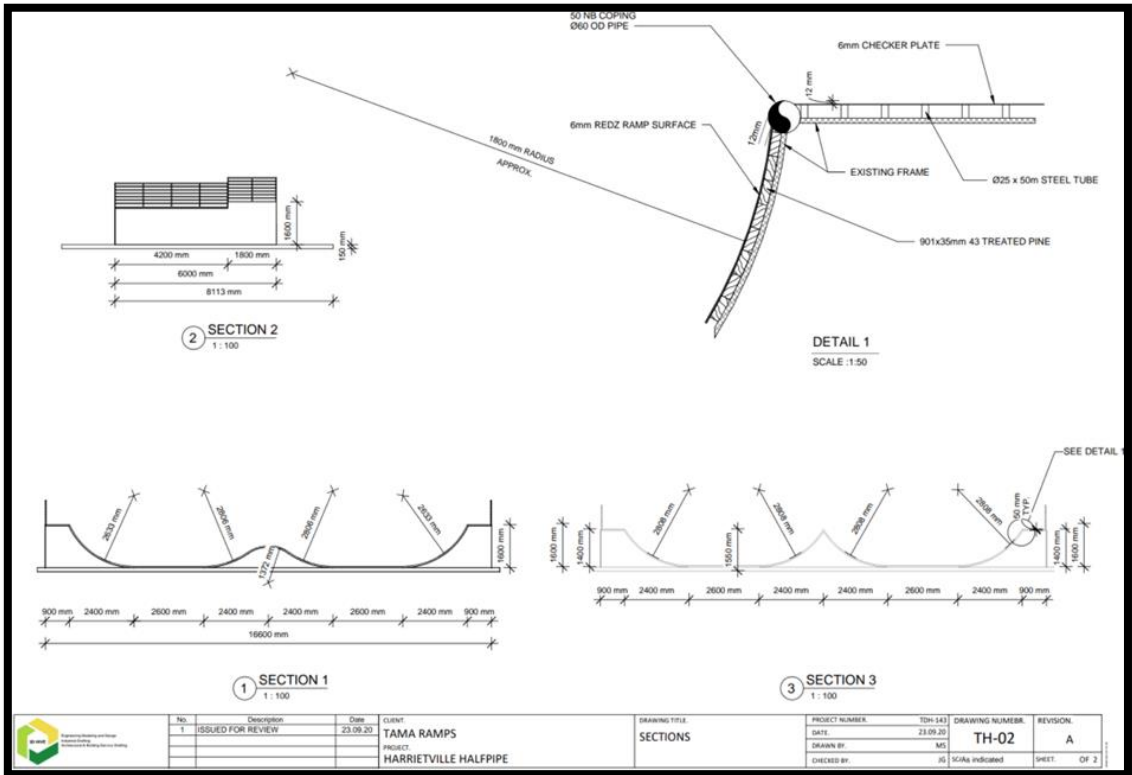 50 NB COPING
Ø60 OD PIPE
6mm CHECKER PLATE
12 mm
6mm REDZ RAMP SURFACE
12mm
1800 mm RADIUS
APPROX.
EXISTING FRAME
Ø25 x 50m STEEL TUBE
901x35mm 43 TREATED PINE
DETAIL 1
SCALE :1:50
1600 mm
150 mm
4200 mm 1800 mm
6000 mm
8113 mm
2 SECTION 2
1 : 100
2633 mm 2806 mm 2806 mm 2633 mm
1372 mm
1600 mm
900 mm 2400 mm 2600 mm 2400 mm 2400 mm 2600 mm 2400 mm 900 mm
16600 mm
1 SECTION 1
1 : 100
SEE DETAIL 1
60 mm
TYP.
2808 mm 2808 mm 2808 mm 2808 mm
1600 mm 1400 mm 1550 mm 1400 mm 1600 mm
900 mm 2400 mm 2600 mm 2400 mm 2400 mm 2600 mm 2400 mm 900 mm
3 SECTION 3
1 : 100
No. Description Date
1 ISSUED FOR REVIEW 23.09.20
CLIENT.
TAMA RAMPS
PROJECT.
HARRIETVILLE HALFPIPE
DRAWING TITLE.
SECTIONS
PROJECT NUMBER. TDH-143
DATE. 23.09.20
DRAWN BY. MS
CHECKED BY. JG
DRAWING NUMEBR.
TH-02
REVISION.
A
As indicated
SHEET. OF 2